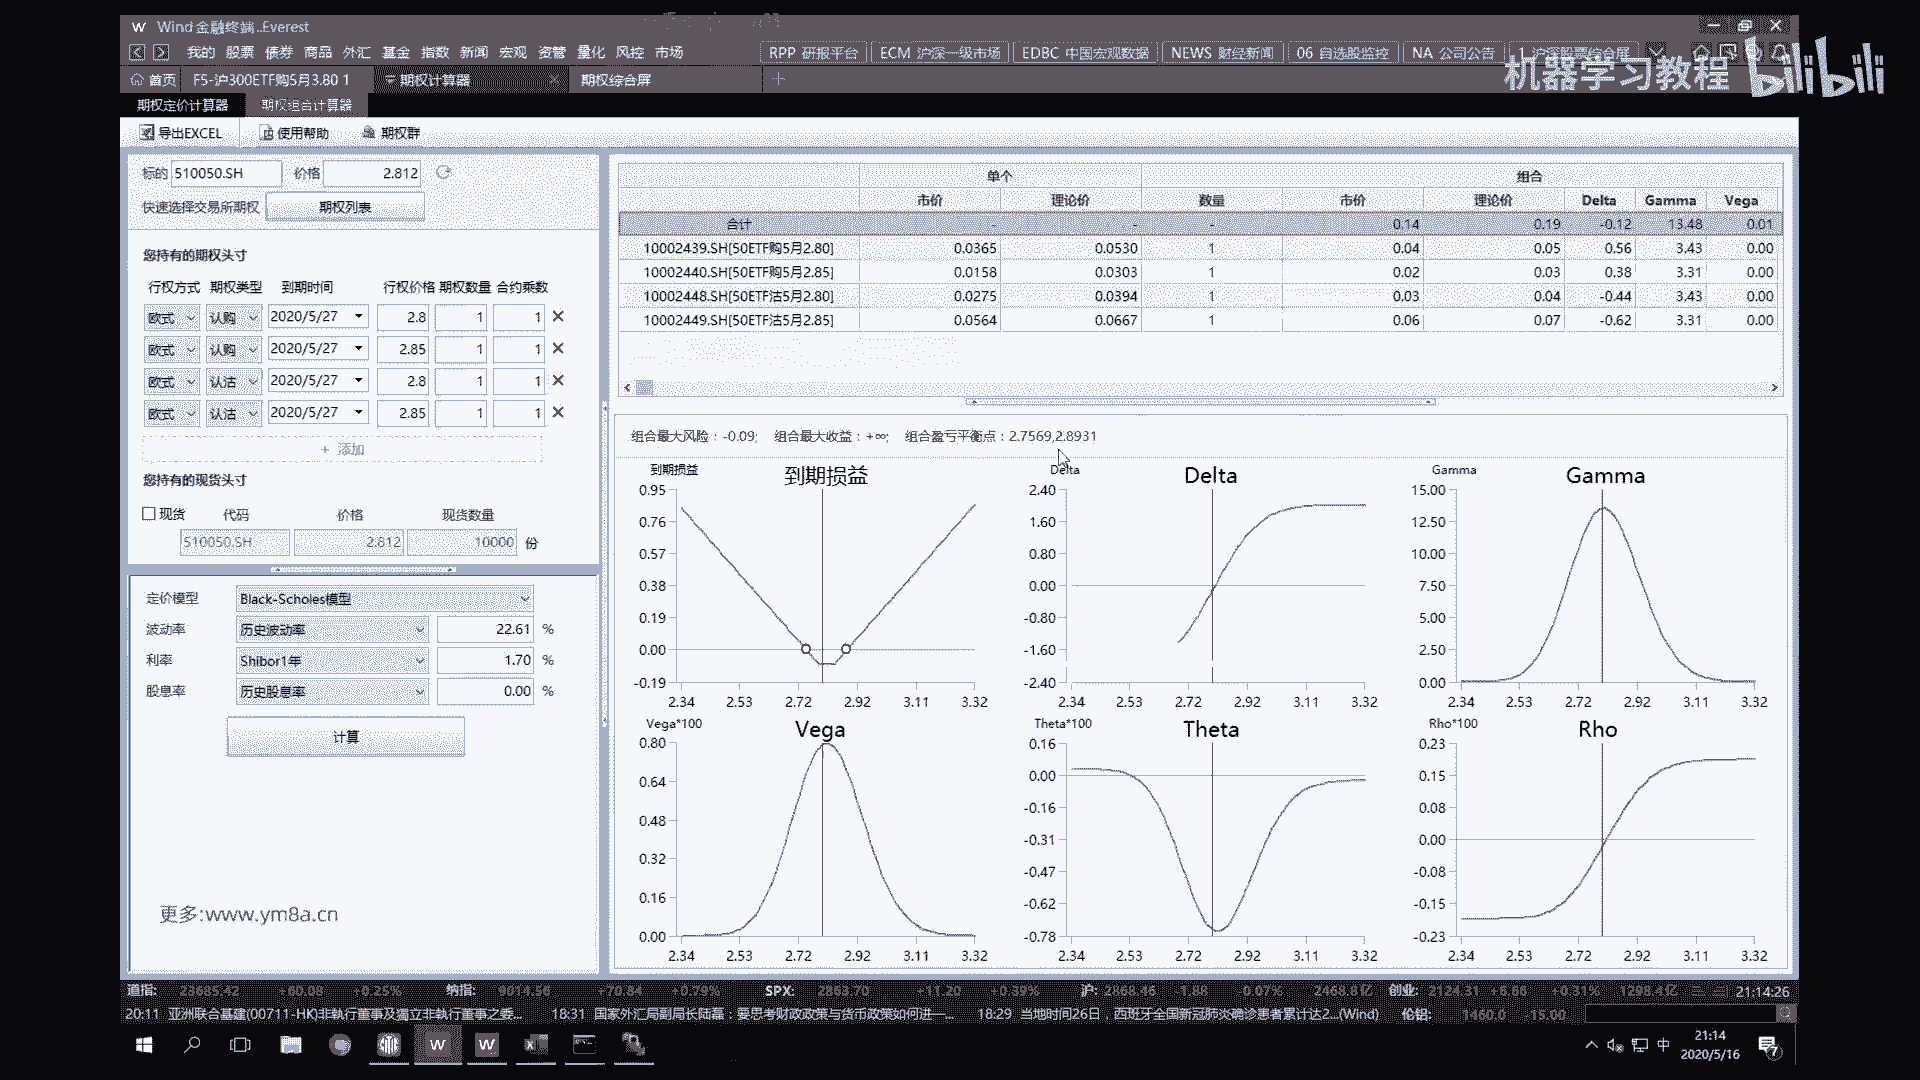 Wind 金融终端..Everest
我的 股票 债券 商品 外汇 基金 指数 新闻 宏观 资管 量化 风控 市场 RPP 研报平台 ECM 沪深一级市场 EDBC 中国宏观数据 NEWS 财经新闻 06 自选股监控 NA 公司公告 1 沪深股票综合屏
机器学习教程 bilibili
首页 F5-沪300ETF购5月3.80 1 期权计算器 期权综合屏
期权定价计算器 期权组合计算器
导出EXCEL 使用帮助 期权群
标的 510050.SH 价格 2.812
快速选择交易所期权 期权列表
您持有的期权头寸
行权方式 期权类型 到期时间 行权价格 期权数量 合约乘数
欧式 认购 2020/5/27 2.8 1 1
欧式 认购 2020/5/27 2.85 1 1
欧式 认沽 2020/5/27 2.8 1 1
欧式 认沽 2020/5/27 2.85 1 1
+ 添加
您持有的现货头寸
现货 代码 价格 现货数量
510050.SH 2.812 10000 份
定价模型 Black-Scholes模型
波动率 历史波动率 22.61 %
利率 Shibor1年 1.70 %
股息率 历史股息率 0.00 %
计算
更多:www.ym8a.cn
单个 组合
市价 理论价 数量 市价 理论价 Delta Gamma Vega
合计 - - - 0.14 0.19 -0.12 13.48 0.01
10002439.SH[50ETF购5月2.80] 0.0365 0.0530 1 0.04 0.05 0.56 3.43 0.00
10002440.SH[50ETF购5月2.85] 0.0158 0.0303 1 0.02 0.03 0.38 3.31 0.00
10002448.SH[50ETF沽5月2.80] 0.0275 0.0394 1 0.03 0.04 -0.44 3.43 0.00
10002449.SH[50ETF沽5月2.85] 0.0564 0.0667 1 0.06 0.07 -0.62 3.31 0.00
组合最大风险：-0.09; 组合最大收益：+∞; 组合盈亏平衡点：2.7569,2.8931
到期损益 到期损益
0.95
0.76
0.57
0.38
0.19
0.00
-0.19
2.34 2.53 2.72 2.92 3.11 3.32
Delta Delta
2.40
1.60
0.80
0.00
-0.80
-1.60
-2.40
2.34 2.53 2.72 2.92 3.11 3.32
Gamma Gamma
15.00
12.50
10.00
7.50
5.00
2.50
0.00
2.34 2.53 2.72 2.92 3.11 3.32
Vega*100 Vega
0.80
0.64
0.48
0.32
0.16
0.00
2.34 2.53 2.72 2.92 3.11 3.32
Theta*100 Theta
0.16
0.00
-0.16
-0.31
-0.47
-0.62
-0.78
2.34 2.53 2.72 2.92 3.11 3.32
Rho*100 Rho
0.23
0.15
0.08
0.00
-0.08
-0.15
-0.23
2.34 2.53 2.72 2.92 3.11 3.32
道指: 23685.42 +60.08 +0.25% 纳指: 9014.56 +70.84 +0.79% SPX: 2863.70 +11.20 +0.39% 沪: 2868.46 -1.88 -0.07% 2468.8亿 创业: 2124.31 +6.66 +0.31% 1298.4亿 21:14:26
20:11 亚洲联合基建(00711-HK)非執行董事及獨立非執行董事之委... 18:31 国家外汇局副局长陆磊：要思考财政政策与货币政策如何进一... 18:29 当地时间26日，西班牙全国新冠肺炎确诊患者累计达2...(Wind) 伦铝: 1460.0 -15.00
中 21:14
2020/5/16 7